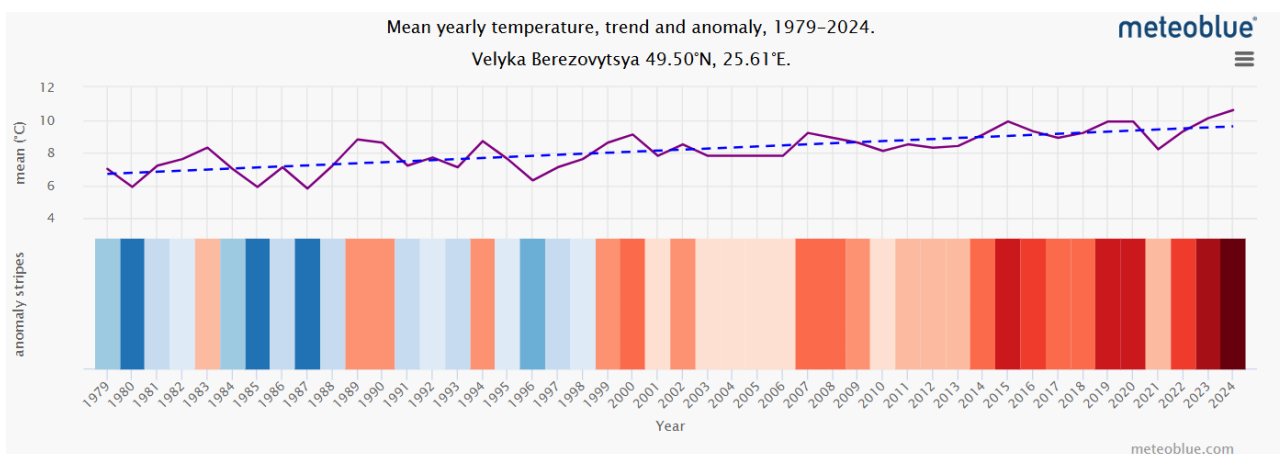 Mean yearly temperature, trend and anomaly, 1979-2024.
meteoblue®
Velyka Berezovytsya 49.50°N, 25.61°E.
12
10
8
6
4
mean (°C)
anomaly stripes
1979 1980 1981 1982 1983 1984 1985 1986 1987 1988 1989 1990 1991 1992 1993 1994 1995 1996 1997 1998 1999 2000 2001 2002 2003 2004 2005 2006 2007 2008 2009 2010 2011 2012 2013 2014 2015 2016 2017 2018 2019 2020 2021 2022 2023 2024
Year
meteoblue.com